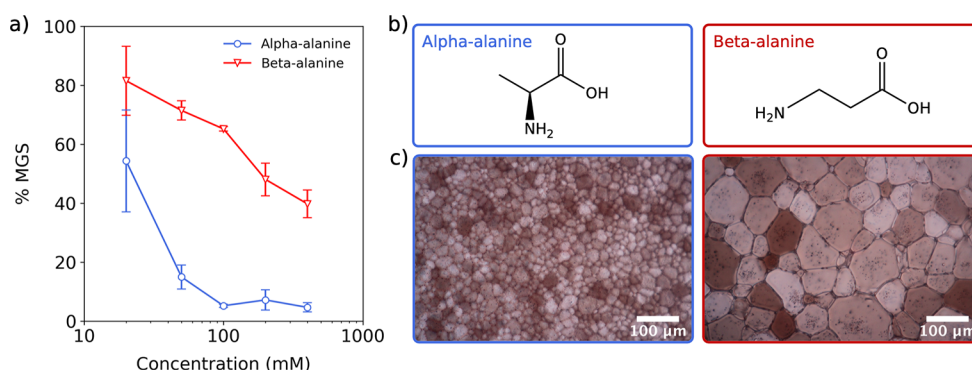 a)
100
80
60
40
20
0
% MGS
Alpha-alanine
Beta-alanine
10
100
1000
Concentration (mM)
b)
Alpha-alanine
O
OH
NH₂
Beta-alanine
O
H₂N
OH
c)
100 µm
100 µm